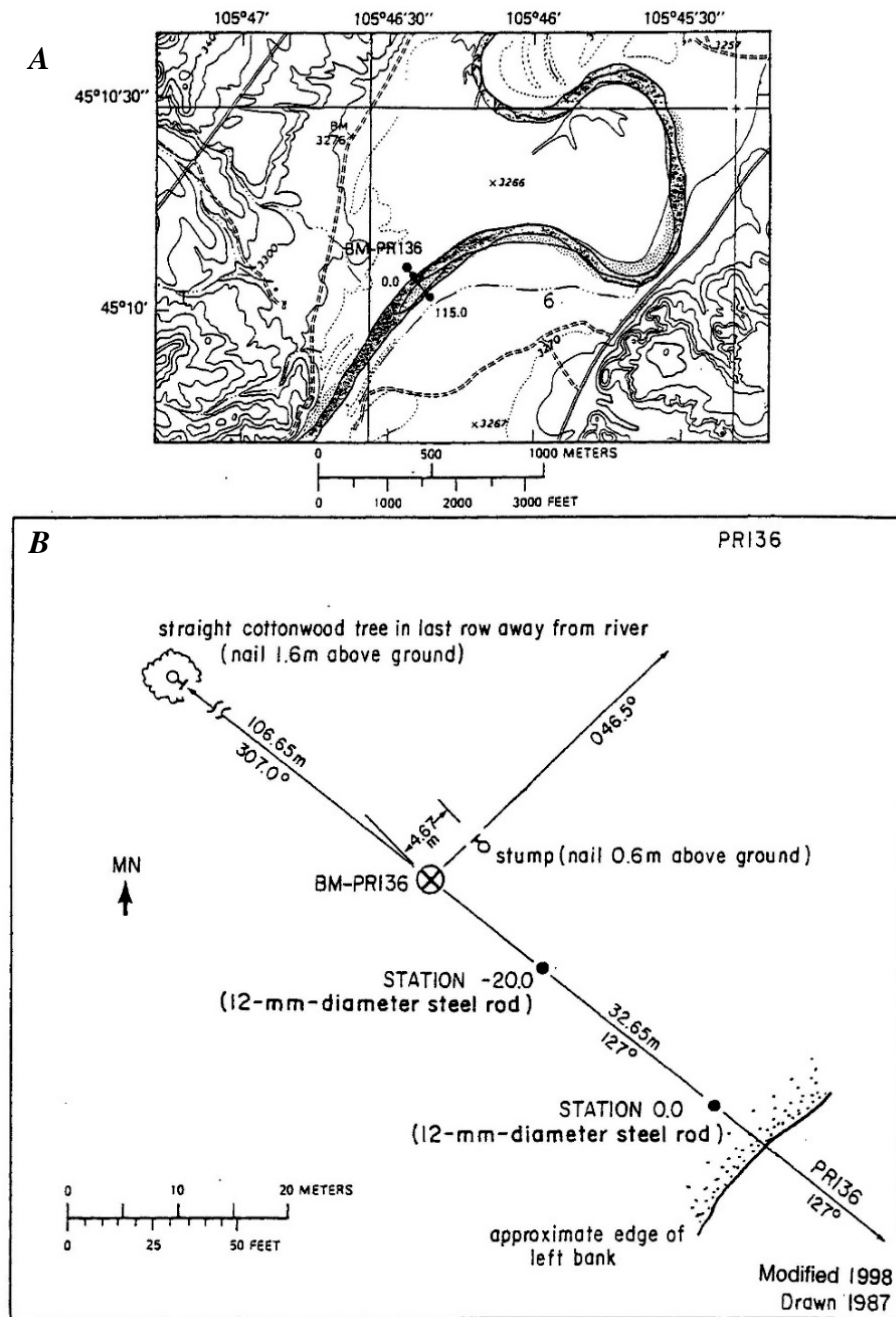 A
105°47'
105°46'30''
105°46'
105°45'30''
45°10'30''
45°10'
3257
BM
3276
×3266
BM-PR136
0.0
115.0
3300
6
×3267
0 500 1000 METERS
0 1000 2000 3000 FEET
B
PR136
straight cottonwood tree in last row away from river
(nail 1.6m above ground)
106.65m
307.0°
046.5°
4.67
m
stump (nail 0.6m above ground)
MN
BM-PR136
STATION -20.0
(12-mm-diameter steel rod)
32.65m
127°
STATION 0.0
(12-mm-diameter steel rod)
PR136
127°
0 10 20 METERS
0 25 50 FEET
approximate edge of
left bank
Modified 1998
Drawn 1987